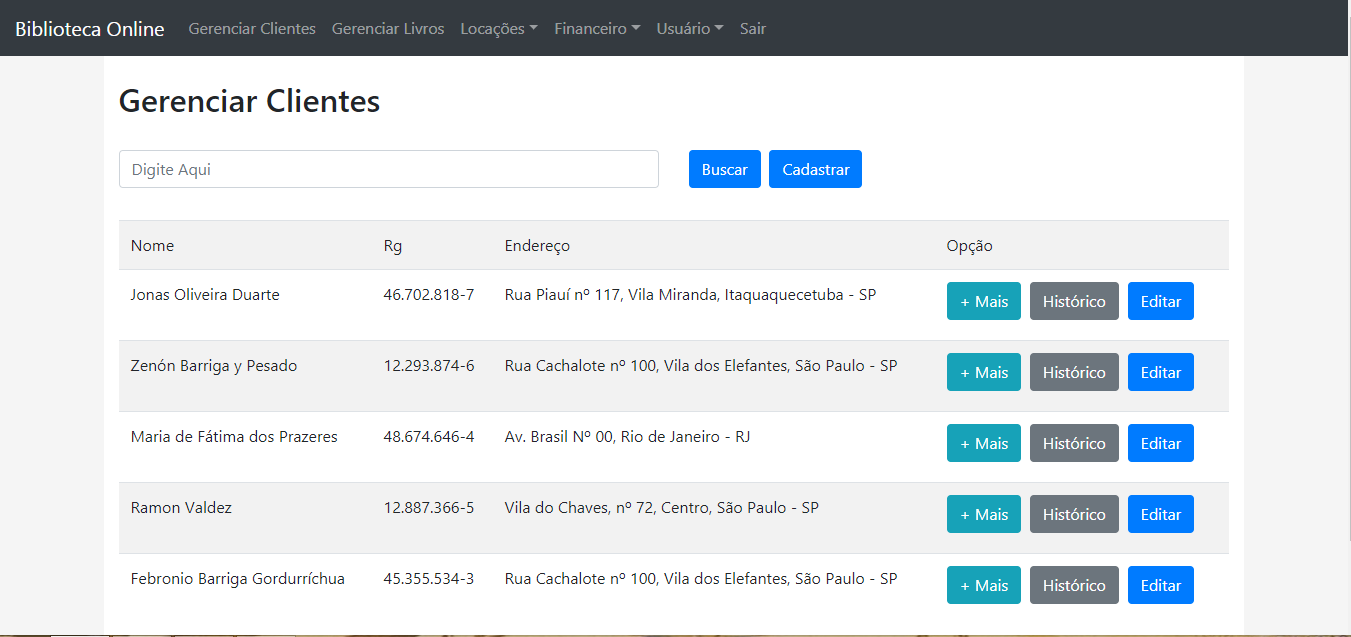 Biblioteca Online Gerenciar Clientes Gerenciar Livros Locações Financeiro Usuário Sair
Gerenciar Clientes
Digite Aqui Buscar Cadastrar
Nome Rg Endereço Opção
Jonas Oliveira Duarte 46.702.818-7 Rua Piauí nº 117, Vila Miranda, Itaquaquecetuba - SP + Mais Histórico Editar
Zenón Barriga y Pesado 12.293.874-6 Rua Cachalote nº 100, Vila dos Elefantes, São Paulo - SP + Mais Histórico Editar
Maria de Fátima dos Prazeres 48.674.646-4 Av. Brasil Nº 00, Rio de Janeiro - RJ + Mais Histórico Editar
Ramon Valdez 12.887.366-5 Vila do Chaves, nº 72, Centro, São Paulo - SP + Mais Histórico Editar
Febronio Barriga Gordurríchua 45.355.534-3 Rua Cachalote nº 100, Vila dos Elefantes, São Paulo - SP + Mais Histórico Editar